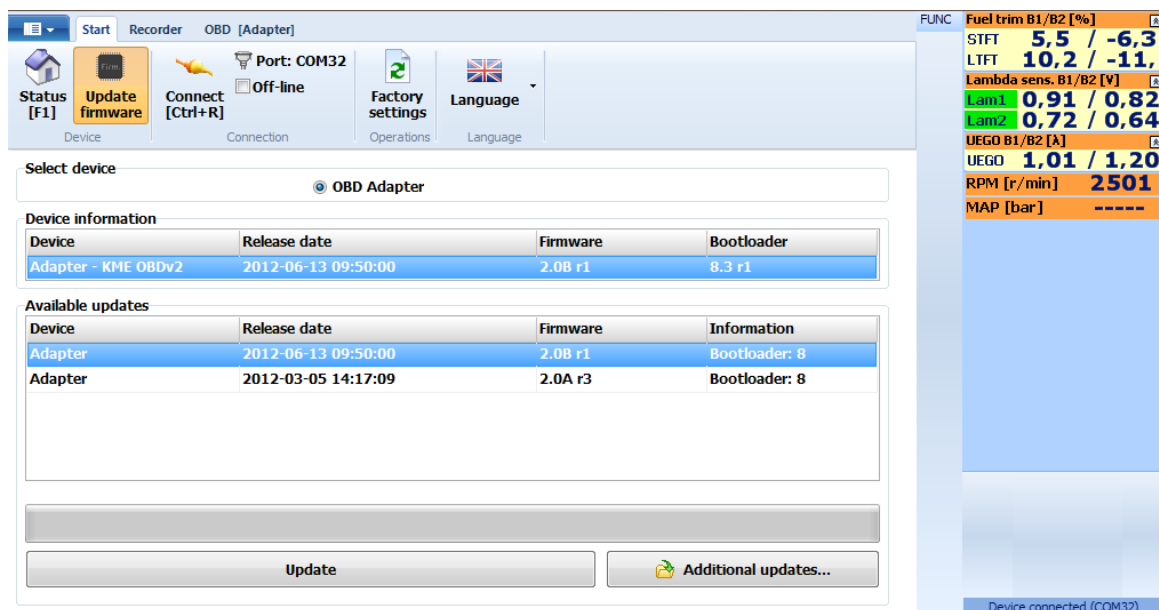 Start Recorder OBD [Adapter]
Firm.
Status [F1]
Update firmware
Device
Connect [Ctrl+R]
Port: COM32
Off-line
Connection
Factory settings
Operations
Language
Language
Select device
OBD Adapter
Device information
Device Release date Firmware Bootloader
Adapter - KME OBDv2 2012-06-13 09:50:00 2.0B r1 8.3 r1
Available updates
Device Release date Firmware Information
Adapter 2012-06-13 09:50:00 2.0B r1 Bootloader: 8
Adapter 2012-03-05 14:17:09 2.0A r3 Bootloader: 8
Update Additional updates...
FUNC
Fuel trim B1/B2 [%]
STFT 5,5 / -6,3
LTFT 10,2 / -11,
Lambda sens. B1/B2 [V]
Lam1 0,91 / 0,82
Lam2 0,72 / 0,64
UEGO B1/B2 [λ]
UEGO 1,01 / 1,20
RPM [r/min] 2501
MAP [bar] -----
Device connected (COM32)